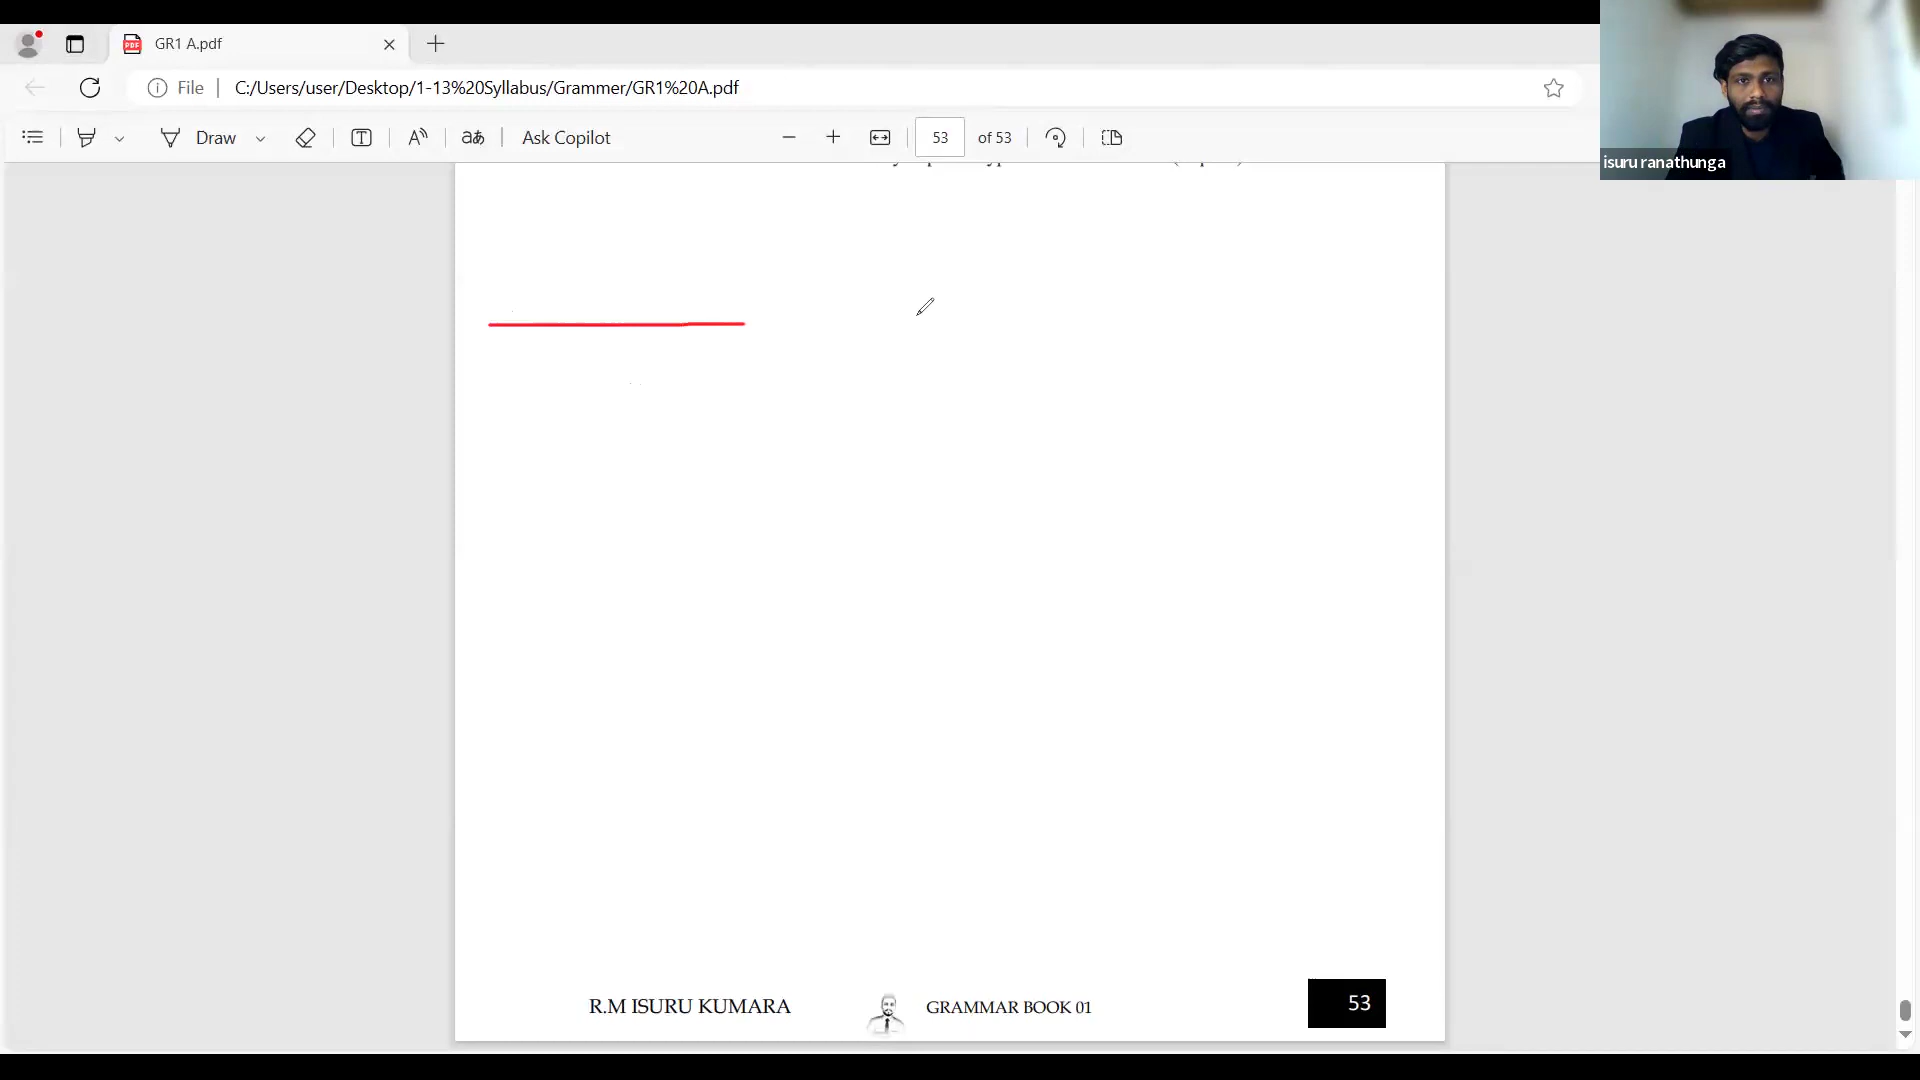 GR1 A.pdf
File | C:/Users/user/Desktop/1-13%20Syllabus/Grammer/GR1%20A.pdf
Draw
Ask Copilot
53 of 53
isuru ranathunga
R.M ISURU KUMARA
GRAMMAR BOOK 01
53